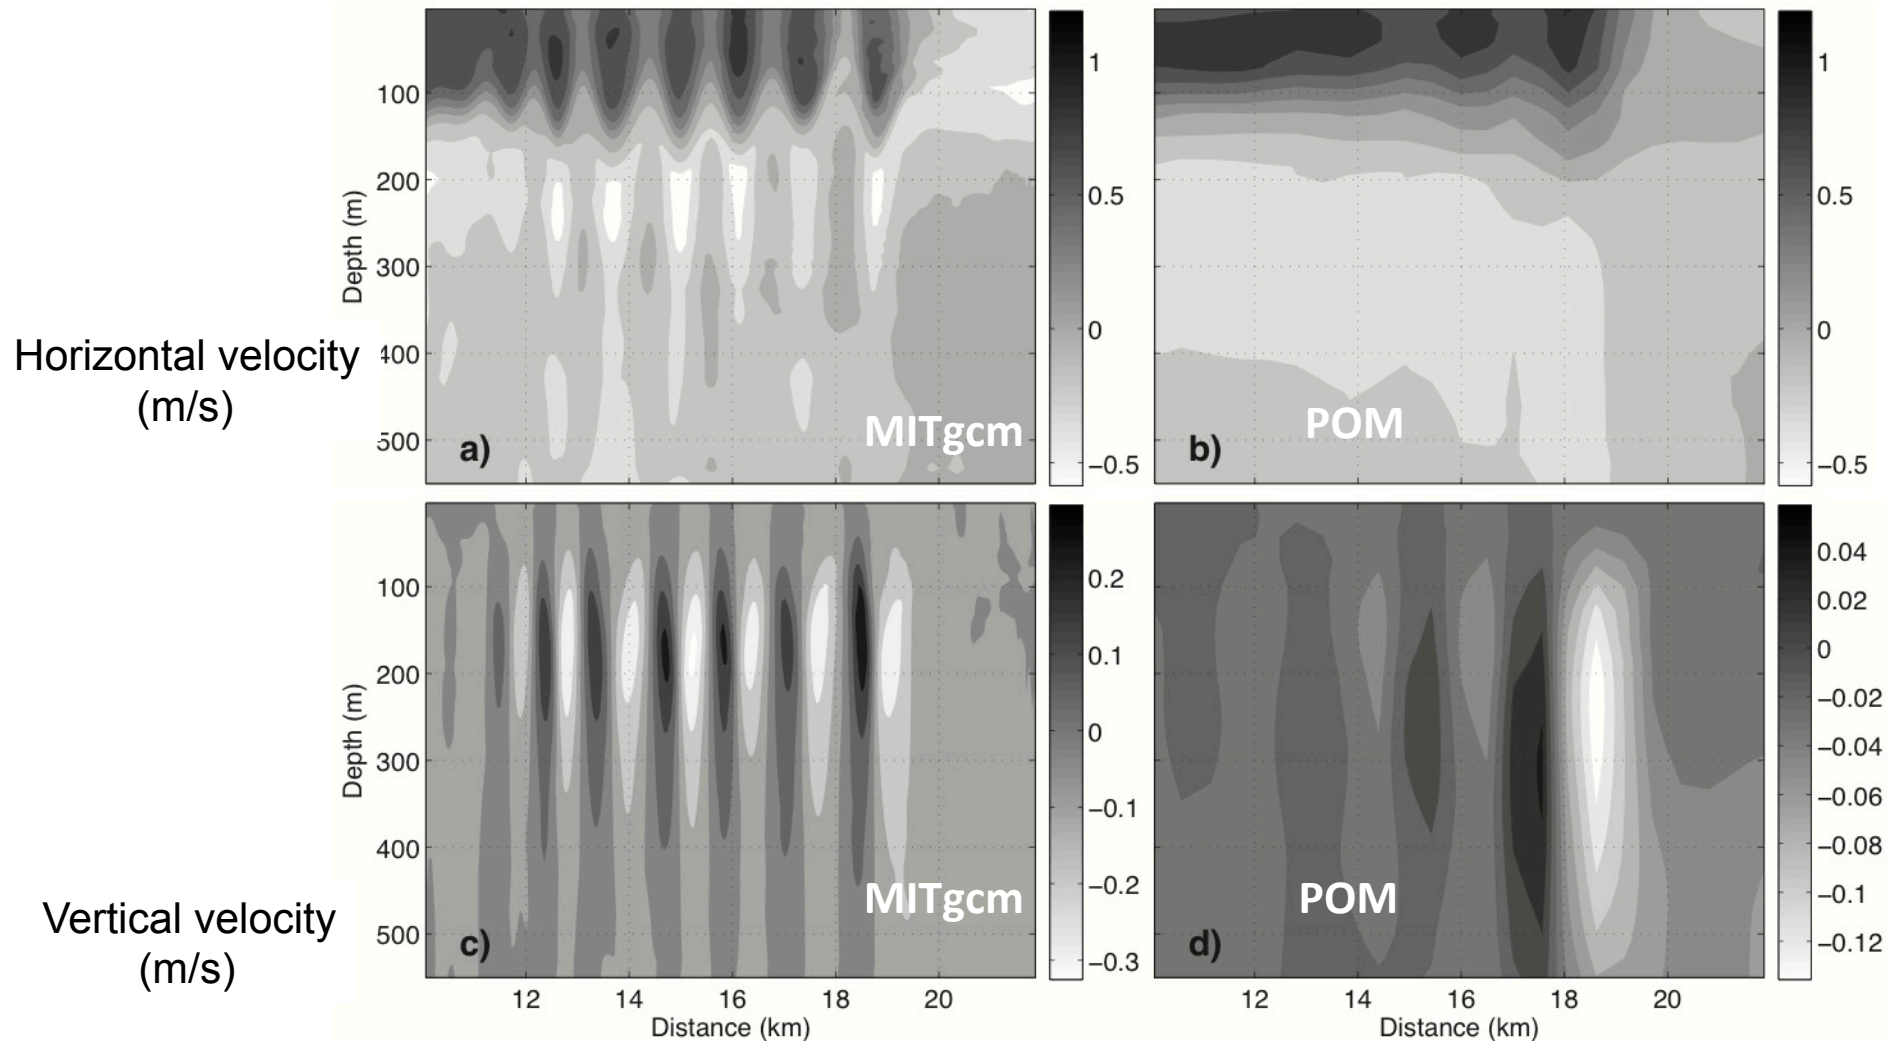 Horizontal velocity
(m/s)
Depth (m)
100
200
300
400
500
a)
MITgcm
1
0.5
0
−0.5
b)
POM
1
0.5
0
−0.5
Vertical velocity
(m/s)
Depth (m)
100
200
300
400
500
c)
MITgcm
12
14
16
18
20
Distance (km)
0.2
0.1
0
−0.1
−0.2
−0.3
d)
POM
12
14
16
18
20
Distance (km)
0.04
0.02
0
−0.02
−0.04
−0.06
−0.08
−0.1
−0.12